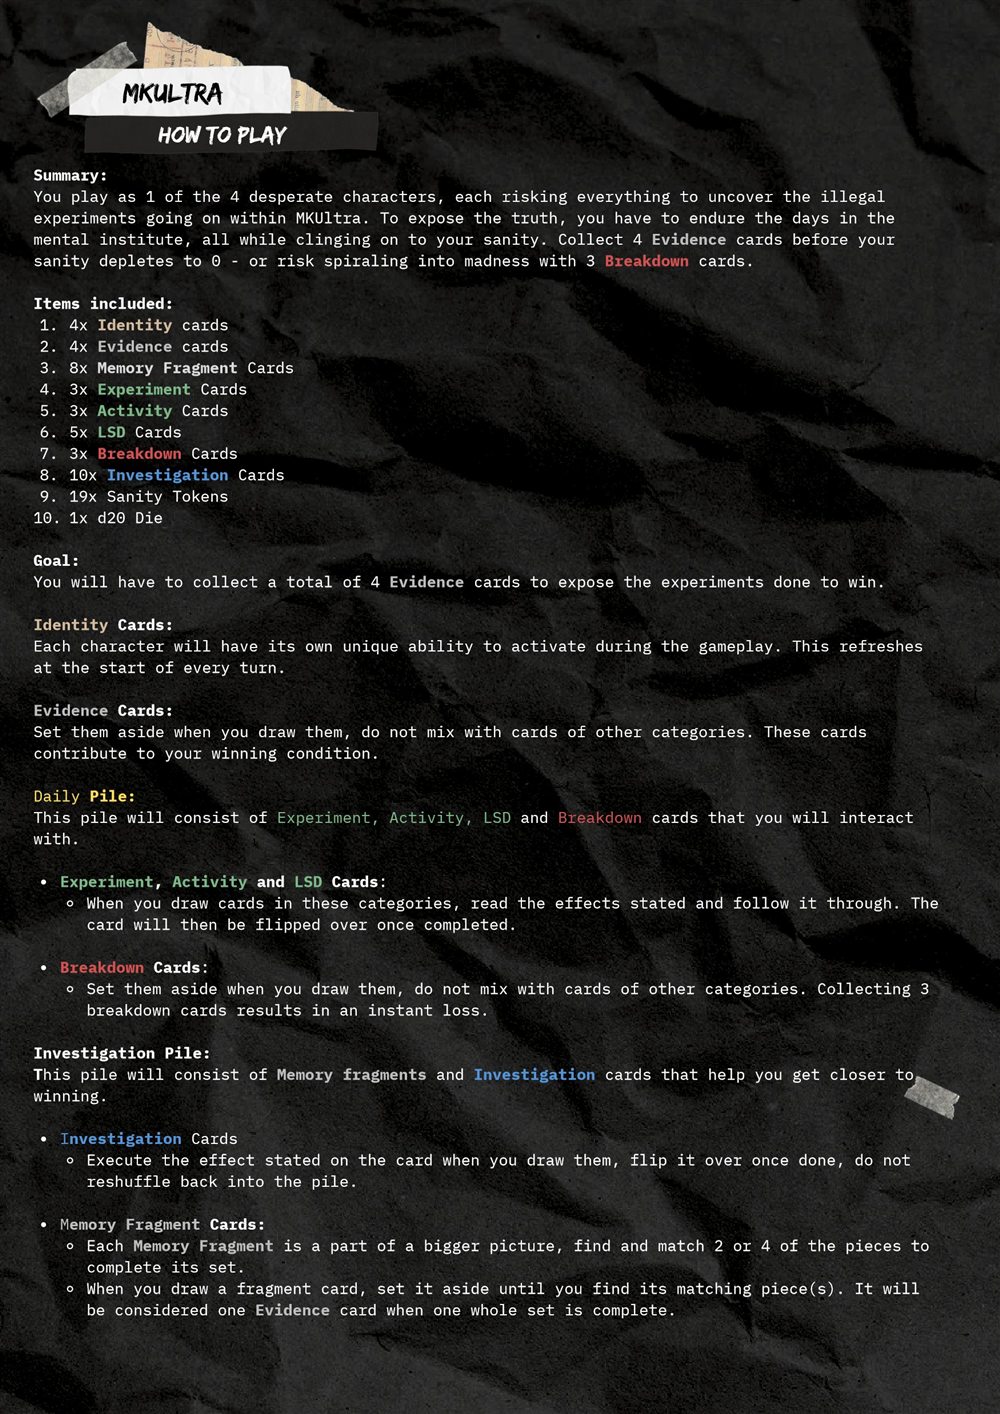 MKULTRA
HOW TO PLAY
Summary:
You play as 1 of the 4 desperate characters, each risking everything to uncover the illegal
experiments going on within MKUltra. To expose the truth, you have to endure the days in the
mental institute, all while clinging on to your sanity. Collect 4 Evidence cards before your
sanity depletes to 0 - or risk spiraling into madness with 3 Breakdown cards.
Items included:
1. 4x Identity cards
2. 4x Evidence cards
3. 8x Memory Fragment Cards
4. 3x Experiment Cards
5. 3x Activity Cards
6. 5x LSD Cards
7. 3x Breakdown Cards
8. 10x Investigation Cards
9. 19x Sanity Tokens
10. 1x d20 Die
Goal:
You will have to collect a total of 4 Evidence cards to expose the experiments done to win.
Identity Cards:
Each character will have its own unique ability to activate during the gameplay. This refreshes
at the start of every turn.
Evidence Cards:
Set them aside when you draw them, do not mix with cards of other categories. These cards
contribute to your winning condition.
Daily Pile:
This pile will consist of Experiment, Activity, LSD and Breakdown cards that you will interact
with.
• Experiment, Activity and LSD Cards:
◦ When you draw cards in these categories, read the effects stated and follow it through. The
card will then be flipped over once completed.
• Breakdown Cards:
◦ Set them aside when you draw them, do not mix with cards of other categories. Collecting 3
breakdown cards results in an instant loss.
Investigation Pile:
This pile will consist of Memory fragments and Investigation cards that help you get closer to
winning.
• Investigation Cards
◦ Execute the effect stated on the card when you draw them, flip it over once done, do not
reshuffle back into the pile.
• Memory Fragment Cards:
◦ Each Memory Fragment is a part of a bigger picture, find and match 2 or 4 of the pieces to
complete its set.
◦ When you draw a fragment card, set it aside until you find its matching piece(s). It will
be considered one Evidence card when one whole set is complete.